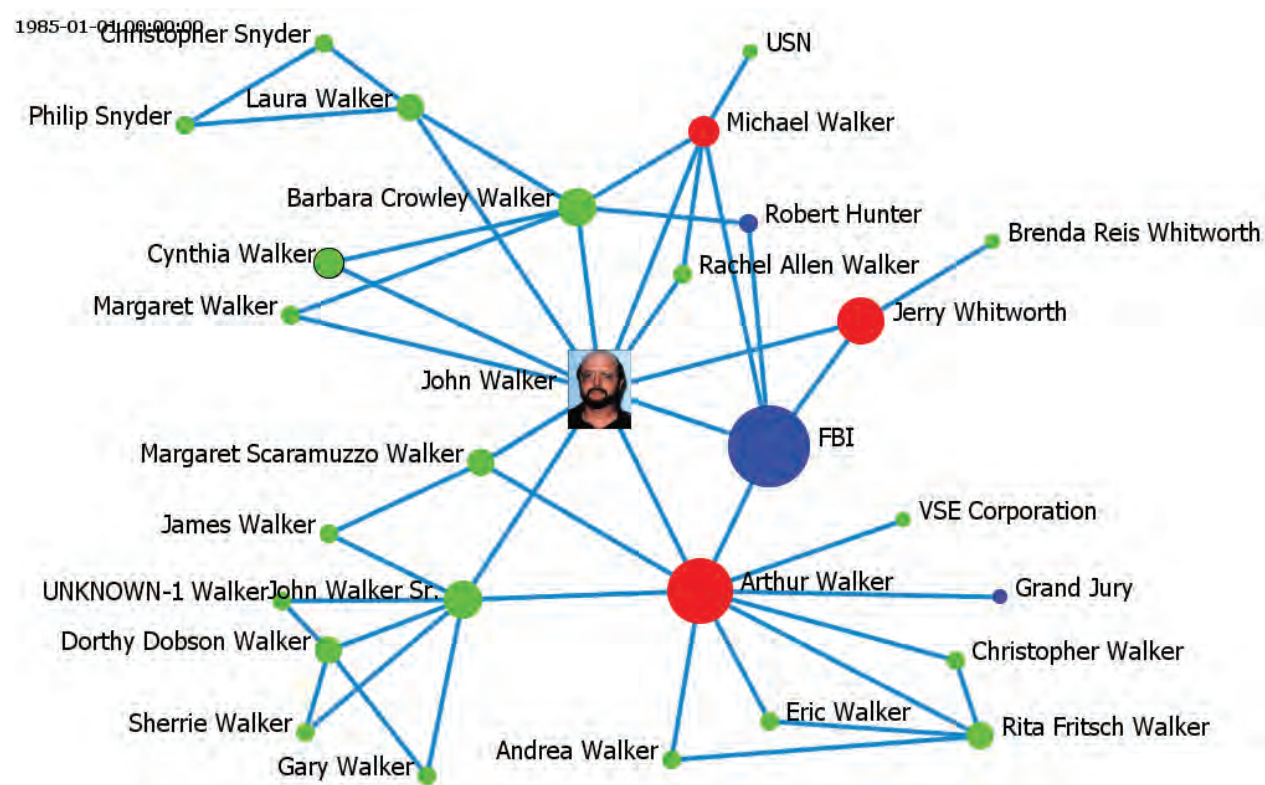 1985-01-01 00:00:00
Christopher Snyder
USN
Laura Walker
Philip Snyder
Michael Walker
Barbara Crowley Walker
Robert Hunter
Brenda Reis Whitworth
Cynthia Walker
Rachel Allen Walker
Margaret Walker
Jerry Whitworth
John Walker
FBI
Margaret Scaramuzzo Walker
VSE Corporation
James Walker
UNKNOWN-1 Walker
John Walker Sr.
Arthur Walker
Grand Jury
Dorthy Dobson Walker
Christopher Walker
Sherrie Walker
Eric Walker
Rita Fritsch Walker
Andrea Walker
Gary Walker